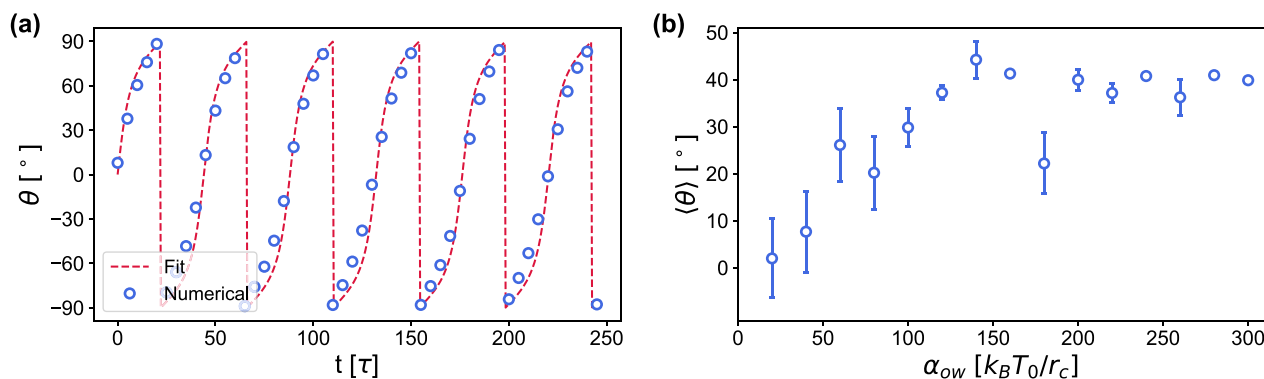 (a)
90
60
30
0
−30
−60
−90
θ [°]
Fit
Numerical
0 50 100 150 200 250
t [τ]
(b)
50
40
30
20
10
0
⟨θ⟩ [°]
0 50 100 150 200 250 300
α_ow [k_BT_0/r_c]